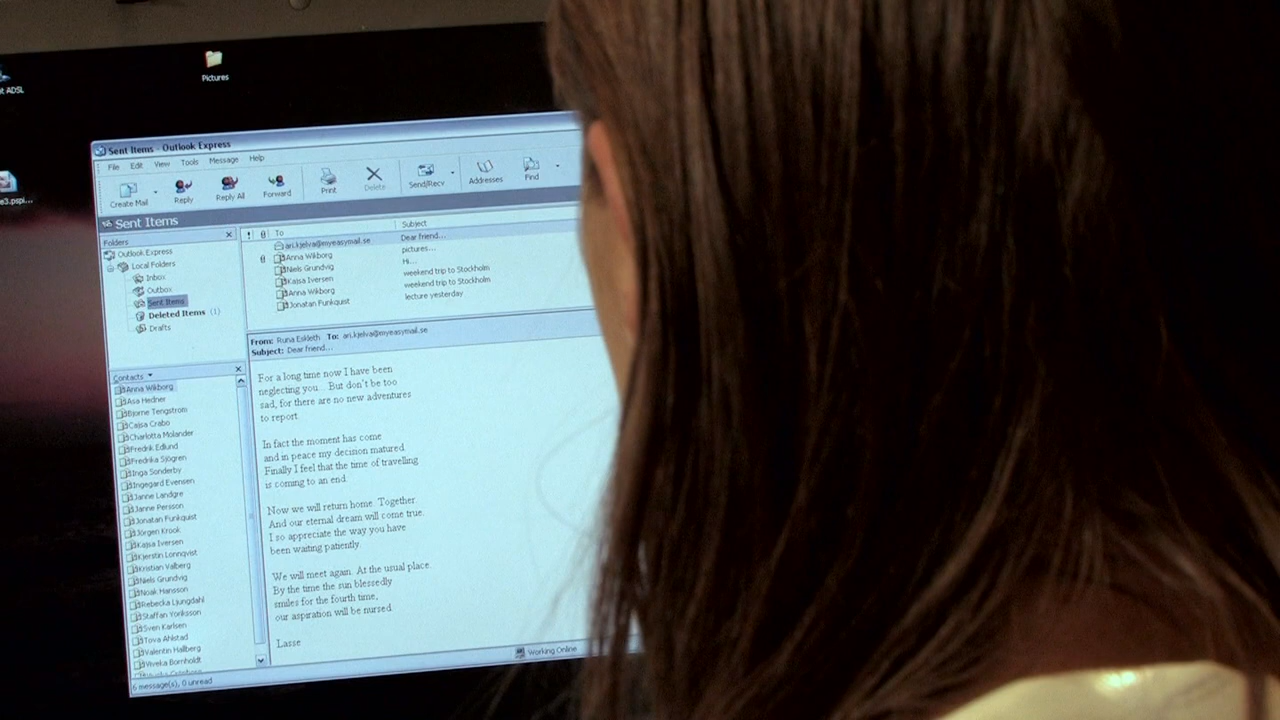 Pictures
ADSL
Sent Items - Outlook Express
File Edit View Tools Message Help
Create Mail Reply Reply All Forward Print Delete Send/Recv Addresses Find
Sent Items
Folders
Outlook Express
Local Folders
Inbox
Outbox
Sent Items
Deleted Items (1)
Drafts
! To Subject
ari.kjelva@myeasymail.se Dear friend...
Anna Wikborg pictures...
Niels Grundvig Hi...
Kajsa Iversen weekend trip to Stockholm
Anna Wikborg weekend trip to Stockholm
Jonatan Funkquist lecture yesterday
From: Runa Eskleth To: ari.kjelva@myeasymail.se
Subject: Dear friend...
For a long time now I have been
neglecting you... But don't be too
sad, for there are no new adventures
to report.
In fact the moment has come
and in peace my decision matured.
Finally I feel that the time of travelling
is coming to an end.
Now we will return home. Together.
And our eternal dream will come true.
I so appreciate the way you have
been waiting patiently.
We will meet again. At the usual place.
By the time the sun blessedly
smiles for the fourth time,
our aspiration will be nursed.
Lasse
Contacts
Anna Wikborg
Asa Hedner
Bjorne Tengstrom
Cajsa Crabo
Charlotta Molander
Fredrik Edlund
Fredrika Sjögren
Inga Sonderby
Ingegard Evensen
Janne Landgre
Janne Persson
Jonatan Funkquist
Jörgen Krook
Kajsa Iversen
Kjerstin Lonnqvist
Kristian Valberg
Niels Grundvig
Noak Hansson
Rebecka Ljungdahl
Staffan Yoriksson
Sven Karlsen
Tova Ahlstad
Valentin Hallberg
Viveka Bornholdt
6 message(s), 0 unread
Working Online